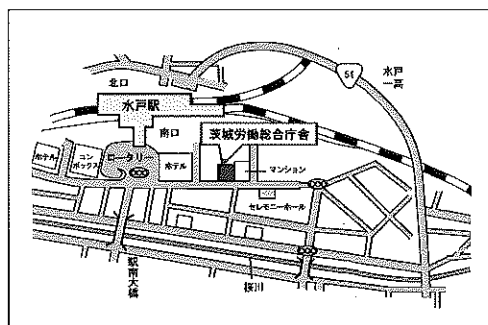 北口
水戸駅
南口
51
水戸
一高
茨城労働総合庁舎
ホテル
コン
ボックス
ロータリー
ホテル
マンション
セレモニーホール
駅南大橋
桜川